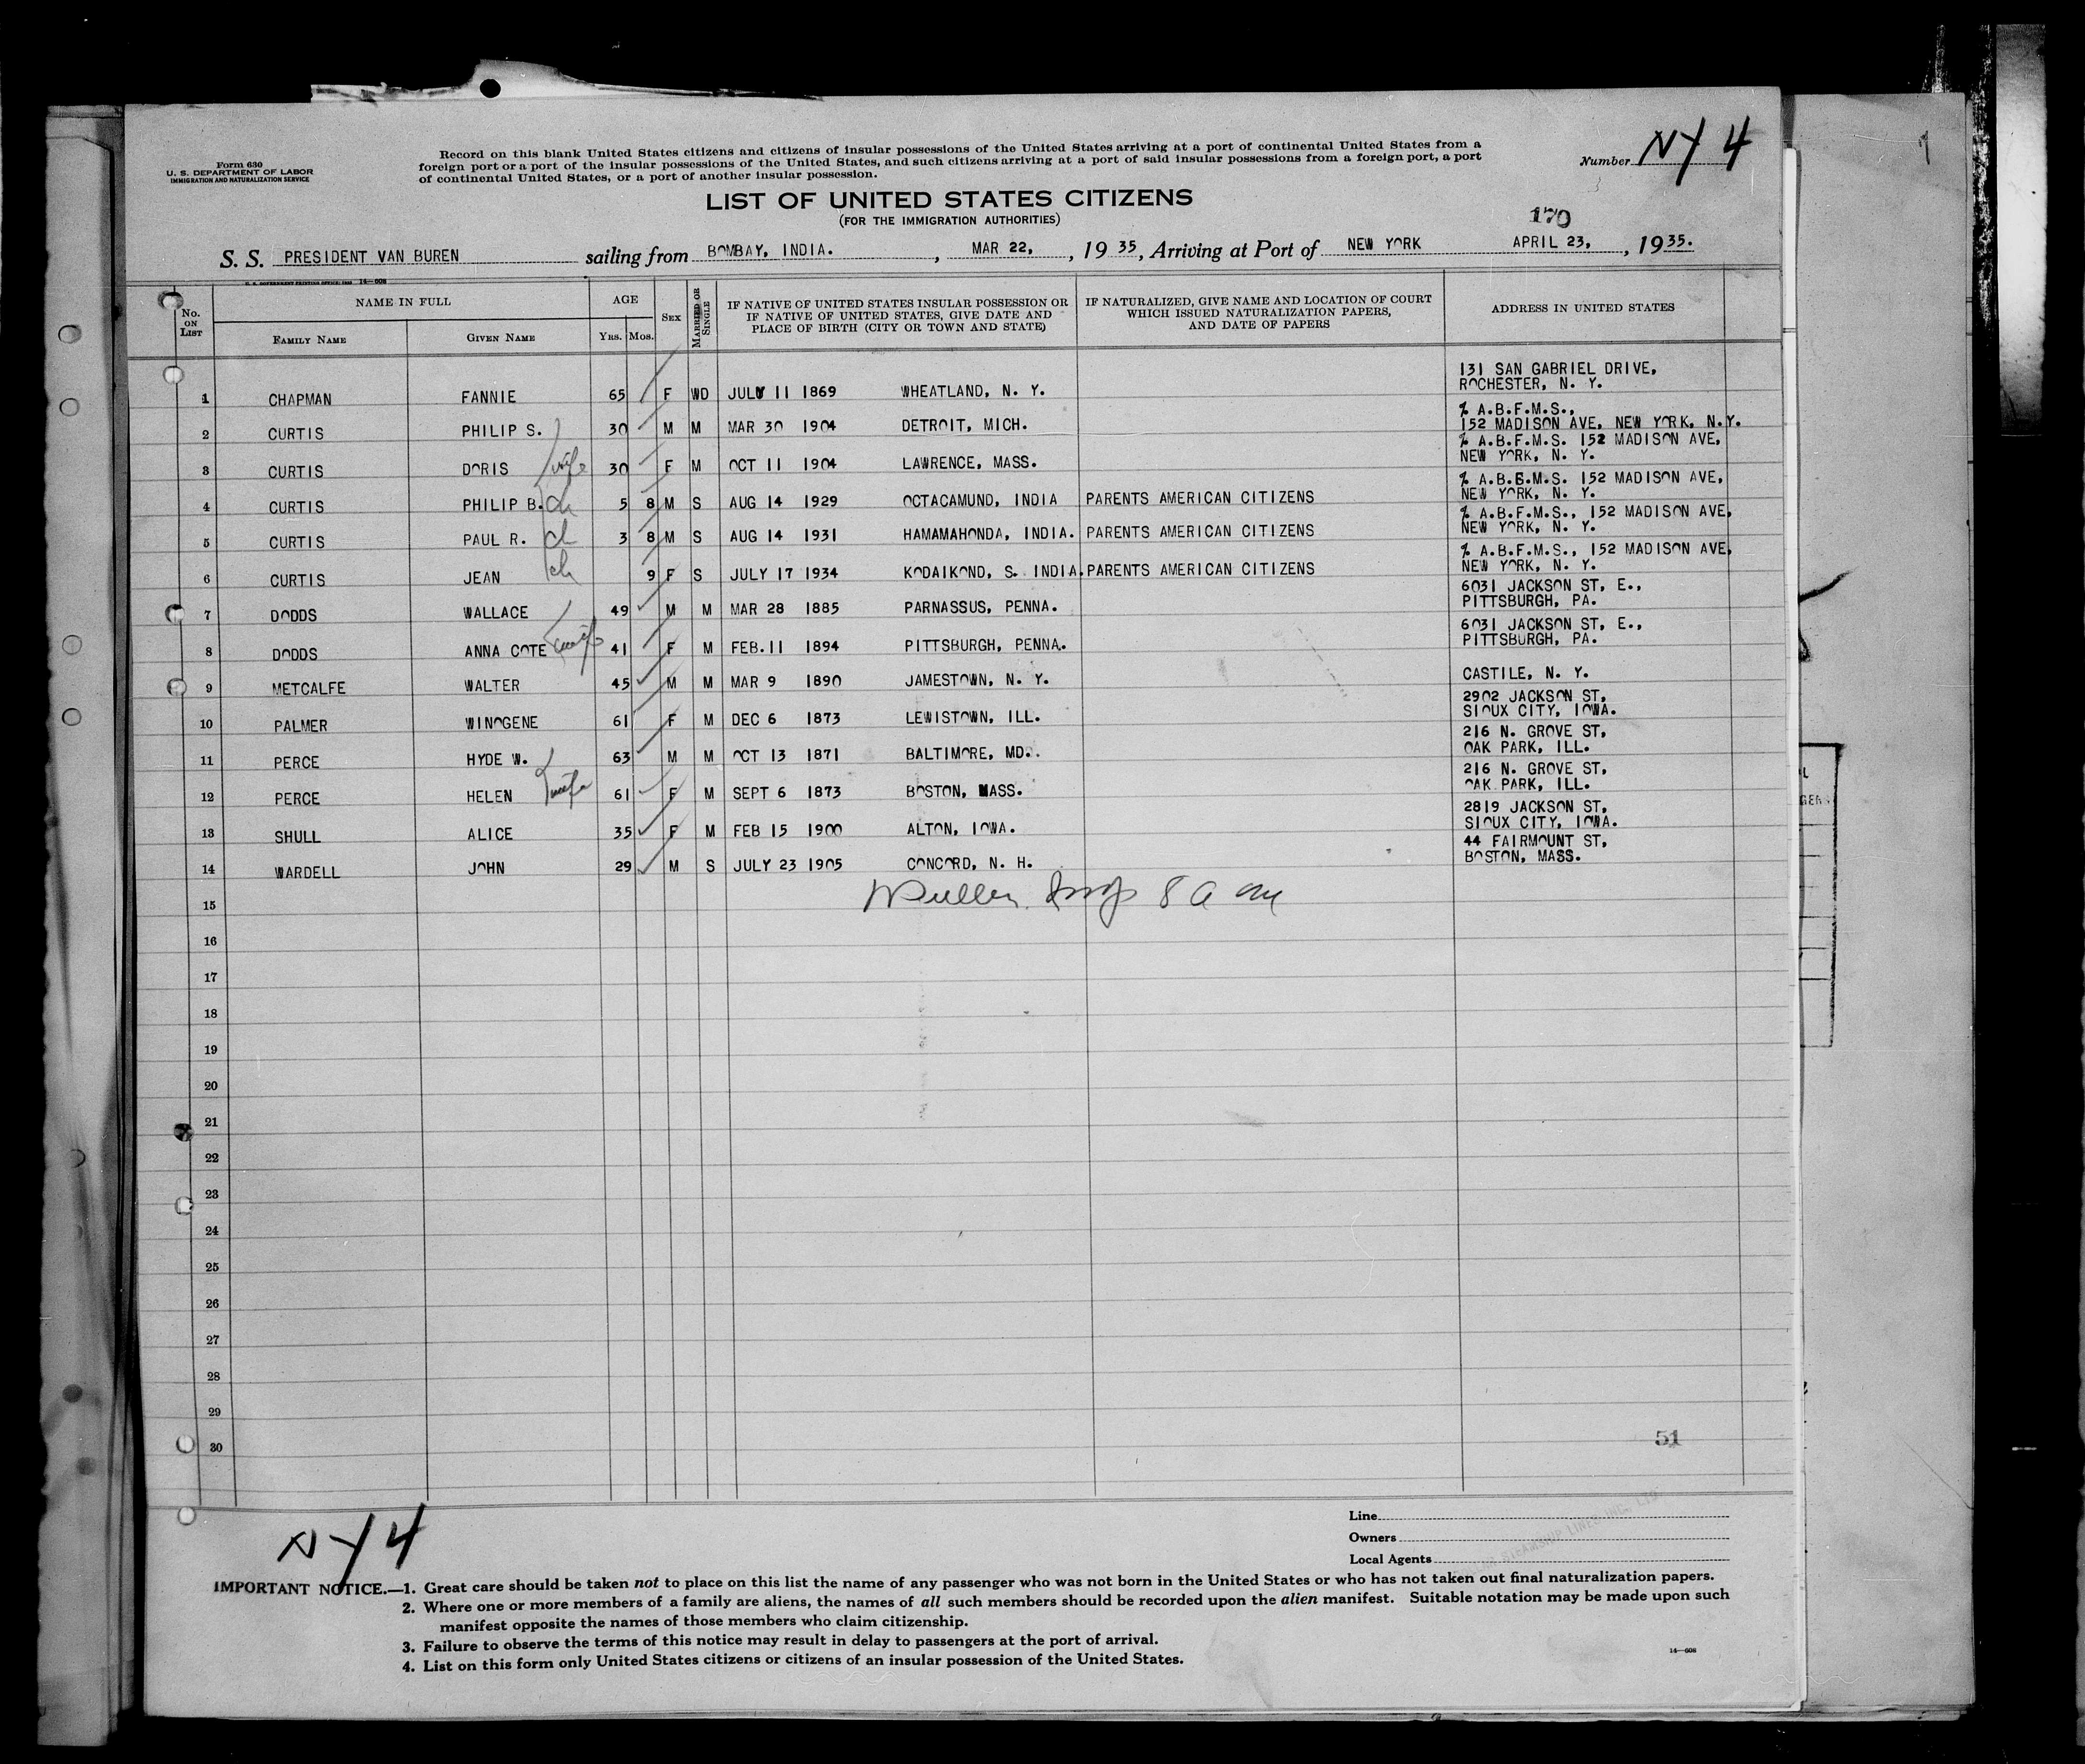 Form 630
U. S. DEPARTMENT OF LABOR
IMMIGRATION AND NATURALIZATION SERVICE
Record on this blank United States citizens and citizens of insular possessions of the United States arriving at a port of continental United States from a
foreign port or a port of the insular possessions of the United States, and such citizens arriving at a port of said insular possessions from a foreign port, a port
of continental United States, or a port of another insular possession.
Number NY 4
LIST OF UNITED STATES CITIZENS
(FOR THE IMMIGRATION AUTHORITIES)
170
S. S. PRESIDENT VAN BUREN sailing from BOMBAY, INDIA. , MAR 22, , 19 35, Arriving at Port of NEW YORK APRIL 23, , 1935.
U. S. GOVERNMENT PRINTING OFFICE 14—608
No. ON LIST
NAME IN FULL
FAMILY NAME
GIVEN NAME
AGE
YRS. MOS.
SEX
MARRIED OR SINGLE
IF NATIVE OF UNITED STATES INSULAR POSSESSION OR
IF NATIVE OF UNITED STATES, GIVE DATE AND
PLACE OF BIRTH (CITY OR TOWN AND STATE)
IF NATURALIZED, GIVE NAME AND LOCATION OF COURT
WHICH ISSUED NATURALIZATION PAPERS,
AND DATE OF PAPERS
ADDRESS IN UNITED STATES
131 SAN GABRIEL DRIVE,
1 CHAPMAN FANNIE 65 F WD JULY 11 1869 WHEATLAND, N. Y. ROCHESTER, N. Y.
% A.B.F.M.S.,
2 CURTIS PHILIP S. 30 M M MAR 30 1904 DETROIT, MICH. 152 MADISON AVE, NEW YORK, N.Y.
% A.B.F.M.S. 152 MADISON AVE,
3 CURTIS DORIS wife 30 F M OCT 11 1904 LAWRENCE, MASS. NEW YORK, N. Y.
% A.B.F.M.S. 152 MADISON AVE,
4 CURTIS PHILIP B. ch 5 8 M S AUG 14 1929 OCTACAMUND, INDIA PARENTS AMERICAN CITIZENS NEW YORK, N. Y.
% A.B.F.M.S., 152 MADISON AVE,
5 CURTIS PAUL R. ch 3 8 M S AUG 14 1931 HAMAMAHONDA, INDIA. PARENTS AMERICAN CITIZENS NEW YORK, N. Y.
% A.B.F.M.S., 152 MADISON AVE,
6 CURTIS JEAN ch 9 F S JULY 17 1934 KODAIKOND, S. INDIA. PARENTS AMERICAN CITIZENS NEW YORK, N. Y.
6031 JACKSON ST, E.,
7 DODDS WALLACE 49 M M MAR 28 1885 PARNASSUS, PENNA. PITTSBURGH, PA.
6031 JACKSON ST, E.,
8 DODDS ANNA COTE wife 41 F M FEB. 11 1894 PITTSBURGH, PENNA. PITTSBURGH, PA.
9 METCALFE WALTER 45 M M MAR 9 1890 JAMESTOWN, N. Y. CASTILE, N. Y.
2902 JACKSON ST,
10 PALMER WINOGENE 61 F M DEC 6 1873 LEWISTOWN, ILL. SIOUX CITY, IOWA.
216 N. GROVE ST,
11 PERCE HYDE W. 63 M M OCT 13 1871 BALTIMORE, MD. OAK PARK, ILL.
216 N. GROVE ST,
12 PERCE HELEN wife 61 F M SEPT 6 1873 BOSTON, MASS. OAK PARK, ILL.
2819 JACKSON ST,
13 SHULL ALICE 35 F M FEB 15 1900 ALTON, IOWA. SIOUX CITY, IOWA.
44 FAIRMOUNT ST,
14 WARDELL JOHN 29 M S JULY 23 1905 CONCORD, N. H. BOSTON, MASS.
15
16
17
18
19
20
21
22
23
24
25
26
27
28
29
30
51
NY 4
Line
Owners
Local Agents
IMPORTANT NOTICE.—1. Great care should be taken not to place on this list the name of any passenger who was not born in the United States or who has not taken out final naturalization papers.
2. Where one or more members of a family are aliens, the names of all such members should be recorded upon the alien manifest. Suitable notation may be made upon such
manifest opposite the names of those members who claim citizenship.
3. Failure to observe the terms of this notice may result in delay to passengers at the port of arrival.
4. List on this form only United States citizens or citizens of an insular possession of the United States.
14—608